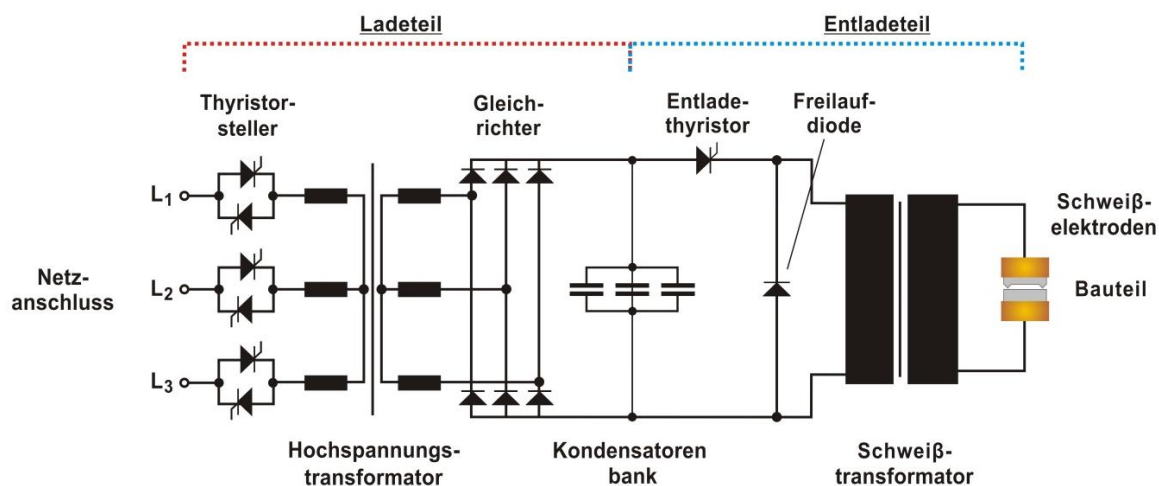 Ladeteil
Entladeteil
Thyristor-
steller
Gleich-
richter
Entlade-
thyristor
Freilauf-
diode
L1
Netz-
anschluss
L2
L3
Schweiß-
elektroden
Bauteil
Hochspannungs-
transformator
Kondensatoren
bank
Schweiß-
transformator